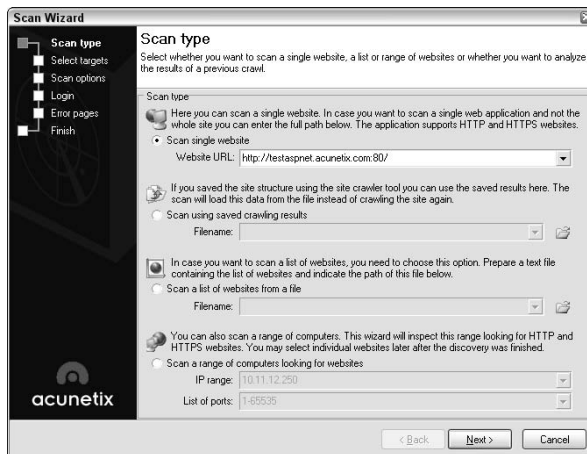 Scan Wizard
Scan type
Select targets
Scan options
Login
Error pages
Finish
acunetix
Scan type
Select whether you want to scan a single website, a list or range of websites or whether you want to analyze
the results of a previous crawl.
Scan type
Here you can scan a single website. In case you want to scan a single web application and not the
whole site you can enter the full path below. The application supports HTTP and HTTPS websites.
Scan single website
Website URL: http://testaspnet.acunetix.com:80/
If you saved the site structure using the site crawler tool you can use the saved results here. The
scan will load this data from the file instead of crawling the site again.
Scan using saved crawling results
Filename:
In case you want to scan a list of websites, you need to choose this option. Prepare a text file
containing the list of websites and indicate the path of this file below.
Scan a list of websites from a file
Filename:
You can also scan a range of computers. This wizard will inspect this range looking for HTTP and
HTTPS websites. You may select individual websites later after the discovery was finished.
Scan a range of computers looking for websites
IP range: 10.11.12.250
List of ports: 1-65535
< Back
Next >
Cancel